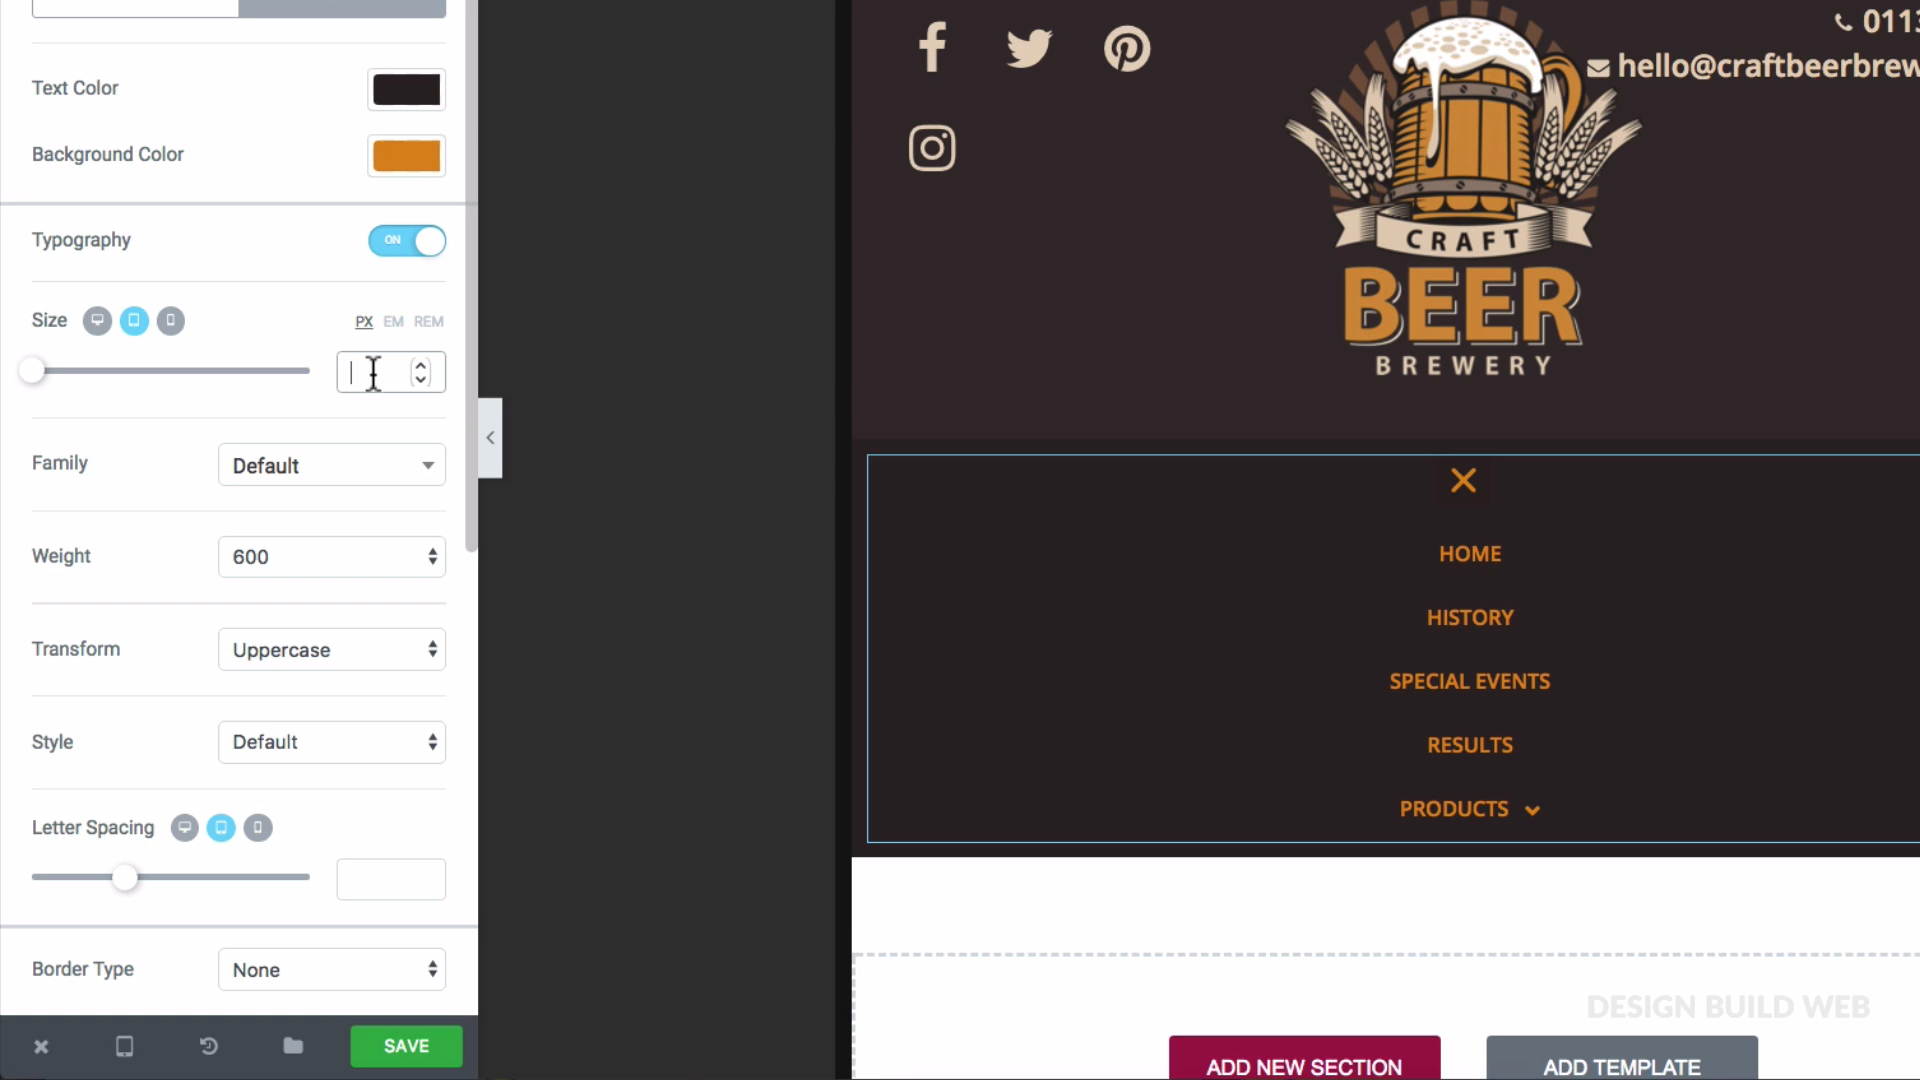 Text Color
Background Color
Typography
ON
Size
PX EM REM
Family
Default
Weight
600
Transform
Uppercase
Style
Default
Letter Spacing
Border Type
None
SAVE
0113
hello@craftbeerbrew
CRAFT
BEER
BREWERY
HOME
HISTORY
SPECIAL EVENTS
RESULTS
PRODUCTS
DESIGN BUILD WEB
ADD NEW SECTION
ADD TEMPLATE